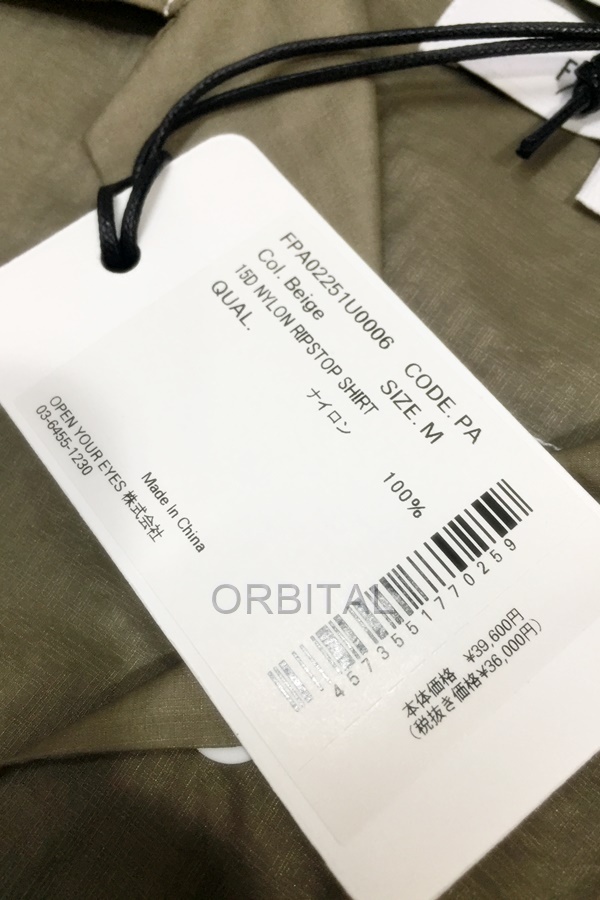 FPA02251U0006 CODE. PA
Col. Beige SIZE. M
15D NYLON RIPSTOP SHIRT
QUAL.
ナイロン 100%
Made in China
OPEN YOUR EYES 株式会社
03-6455-1230
4573551770259
本体価格 ¥39,600円
(税抜き価格¥36,000円)
ORBITAL